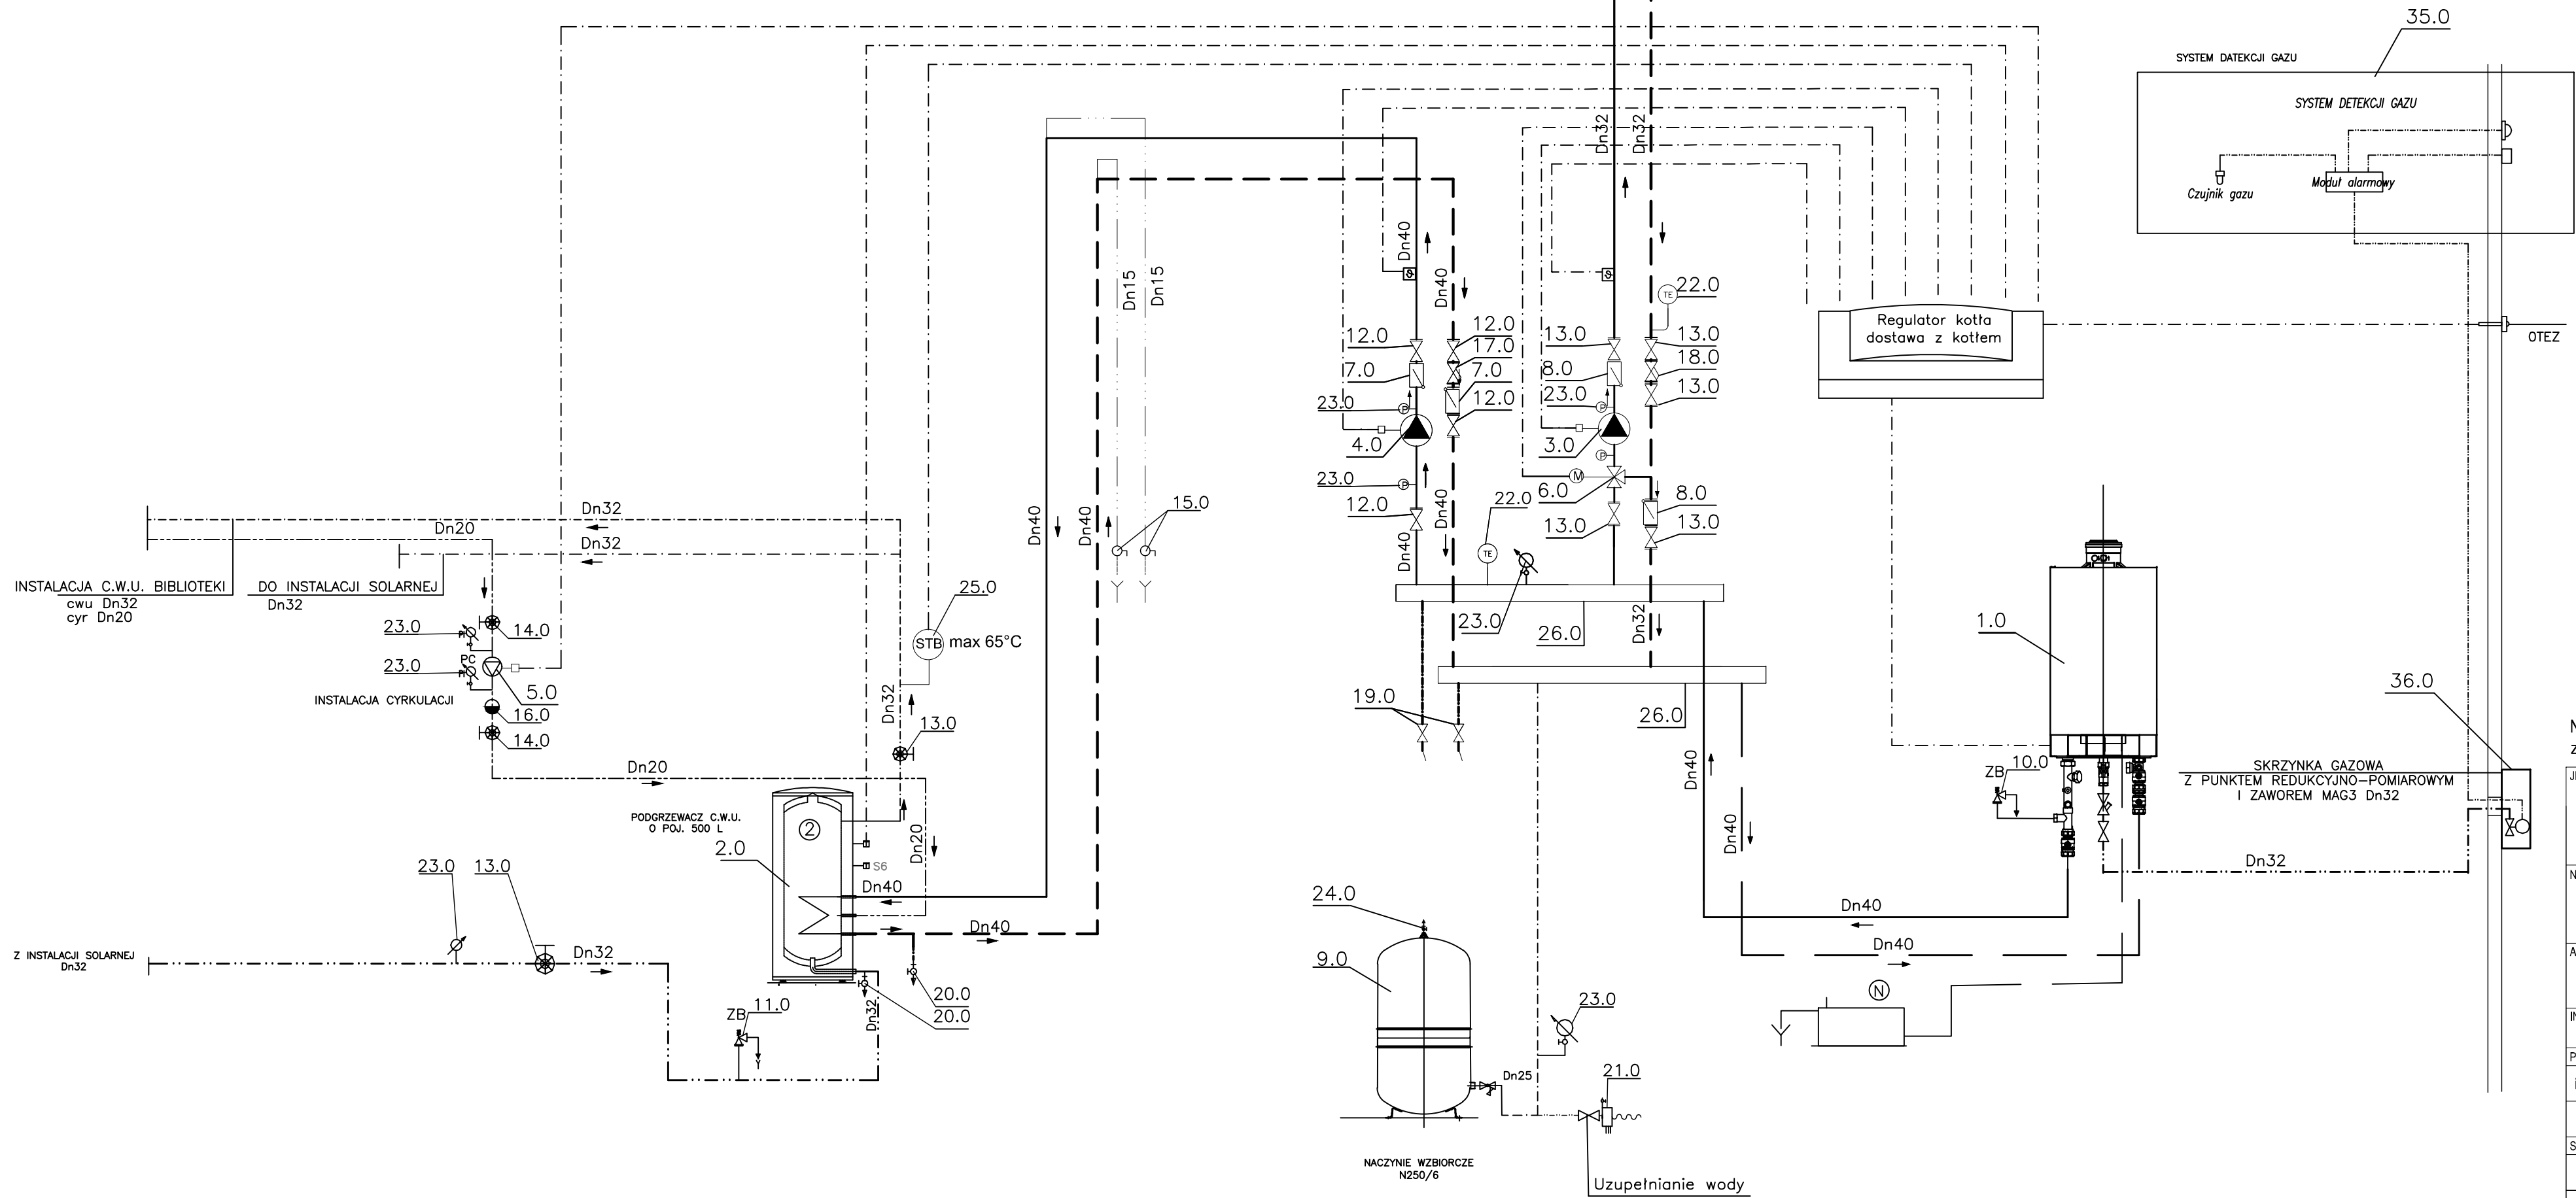 35.0
SYSTEM DATEKCJI GAZU
SYSTEM DETEKCJI GAZU
Moduł alarmowy
Czujnik gazu
Dn32
Dn32
Dn40
Dn40
Dn15
Dn15
TE
22.0
Regulator kotła
dostawa z kotłem
OTEZ
12.0
12.0
13.0
13.0
17.0
18.0
7.0
7.0
8.0
13.0
23.0
P
12.0
23.0
P
4.0
3.0
P
23.0
P
M
6.0
22.0
8.0
12.0
13.0
13.0
Dn40
Dn40
Dn40
Dn40
15.0
TE
Dn40
Dn32
Dn20
Dn32
INSTALACJA C.W.U. BIBLIOTEKI
cwu Dn32
cyr Dn20
DO INSTALACJI SOLARNEJ
Dn32
25.0
STB
max 65°C
23.0
14.0
PC
23.0
5.0
INSTALACJA CYRKULACJI
16.0
14.0
Dn32
13.0
23.0
26.0
Dn32
1.0
19.0
26.0
36.0
Dn20
PODGRZEWACZ C.W.U.
O POJ. 500 L
2
2.0
S6
Dn20
Dn40
Dn40
Dn40
Dn40
ZB
10.0
SKRZYNKA GAZOWA
Z PUNKTEM REDUKCYJNO-POMIAROWYM
I ZAWOREM MAG3 Dn32
Dn32
23.0
13.0
Z INSTALACJI SOLARNEJ
Dn32
Dn32
ZB
11.0
Dn32
20.0
20.0
24.0
9.0
Dn40
Dn40
N
23.0
Dn25
21.0
NACZYNIE WZBIORCZE
N250/6
Uzupełnianie wody